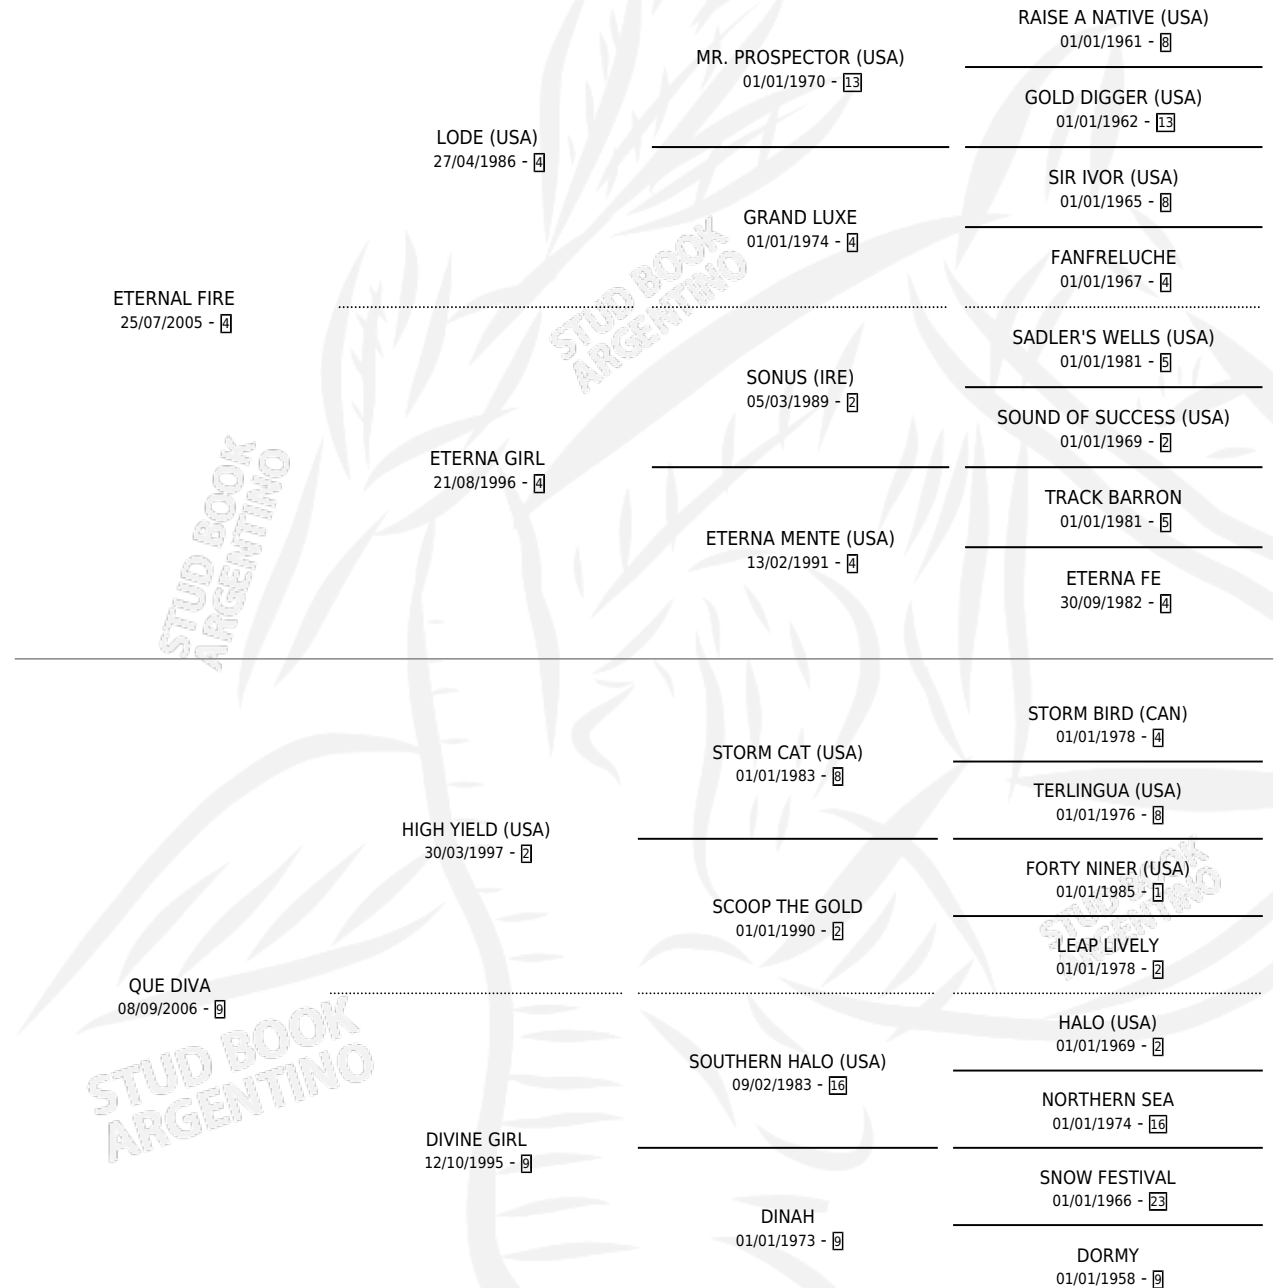 RAISE A NATIVE (USA)
01/01/1961 - 8
MR. PROSPECTOR (USA)
01/01/1970 - 13
GOLD DIGGER (USA)
01/01/1962 - 13
LODE (USA)
27/04/1986 - 4
SIR IVOR (USA)
01/01/1965 - 8
GRAND LUXE
01/01/1974 - 4
FANFRELUCHE
01/01/1967 - 4
ETERNAL FIRE
25/07/2005 - 4
SADLER'S WELLS (USA)
01/01/1981 - 5
SONUS (IRE)
05/03/1989 - 2
SOUND OF SUCCESS (USA)
01/01/1969 - 2
ETERNA GIRL
21/08/1996 - 4
TRACK BARRON
01/01/1981 - 5
ETERNA MENTE (USA)
13/02/1991 - 4
ETERNA FE
30/09/1982 - 4
STUD BOOK
ARGENTINO
STUD BOOK
ARGENTINO
STORM BIRD (CAN)
01/01/1978 - 4
STORM CAT (USA)
01/01/1983 - 8
TERLINGUA (USA)
01/01/1976 - 8
HIGH YIELD (USA)
30/03/1997 - 2
FORTY NINER (USA)
01/01/1985 - 1
SCOOP THE GOLD
01/01/1990 - 2
LEAP LIVELY
01/01/1978 - 2
QUE DIVA
08/09/2006 - 9
HALO (USA)
01/01/1969 - 2
SOUTHERN HALO (USA)
09/02/1983 - 16
NORTHERN SEA
01/01/1974 - 16
DIVINE GIRL
12/10/1995 - 9
SNOW FESTIVAL
01/01/1966 - 23
DINAH
01/01/1973 - 9
DORMY
01/01/1958 - 9
STUD BOOK
ARGENTINO
STUD BOOK
ARGENTINO